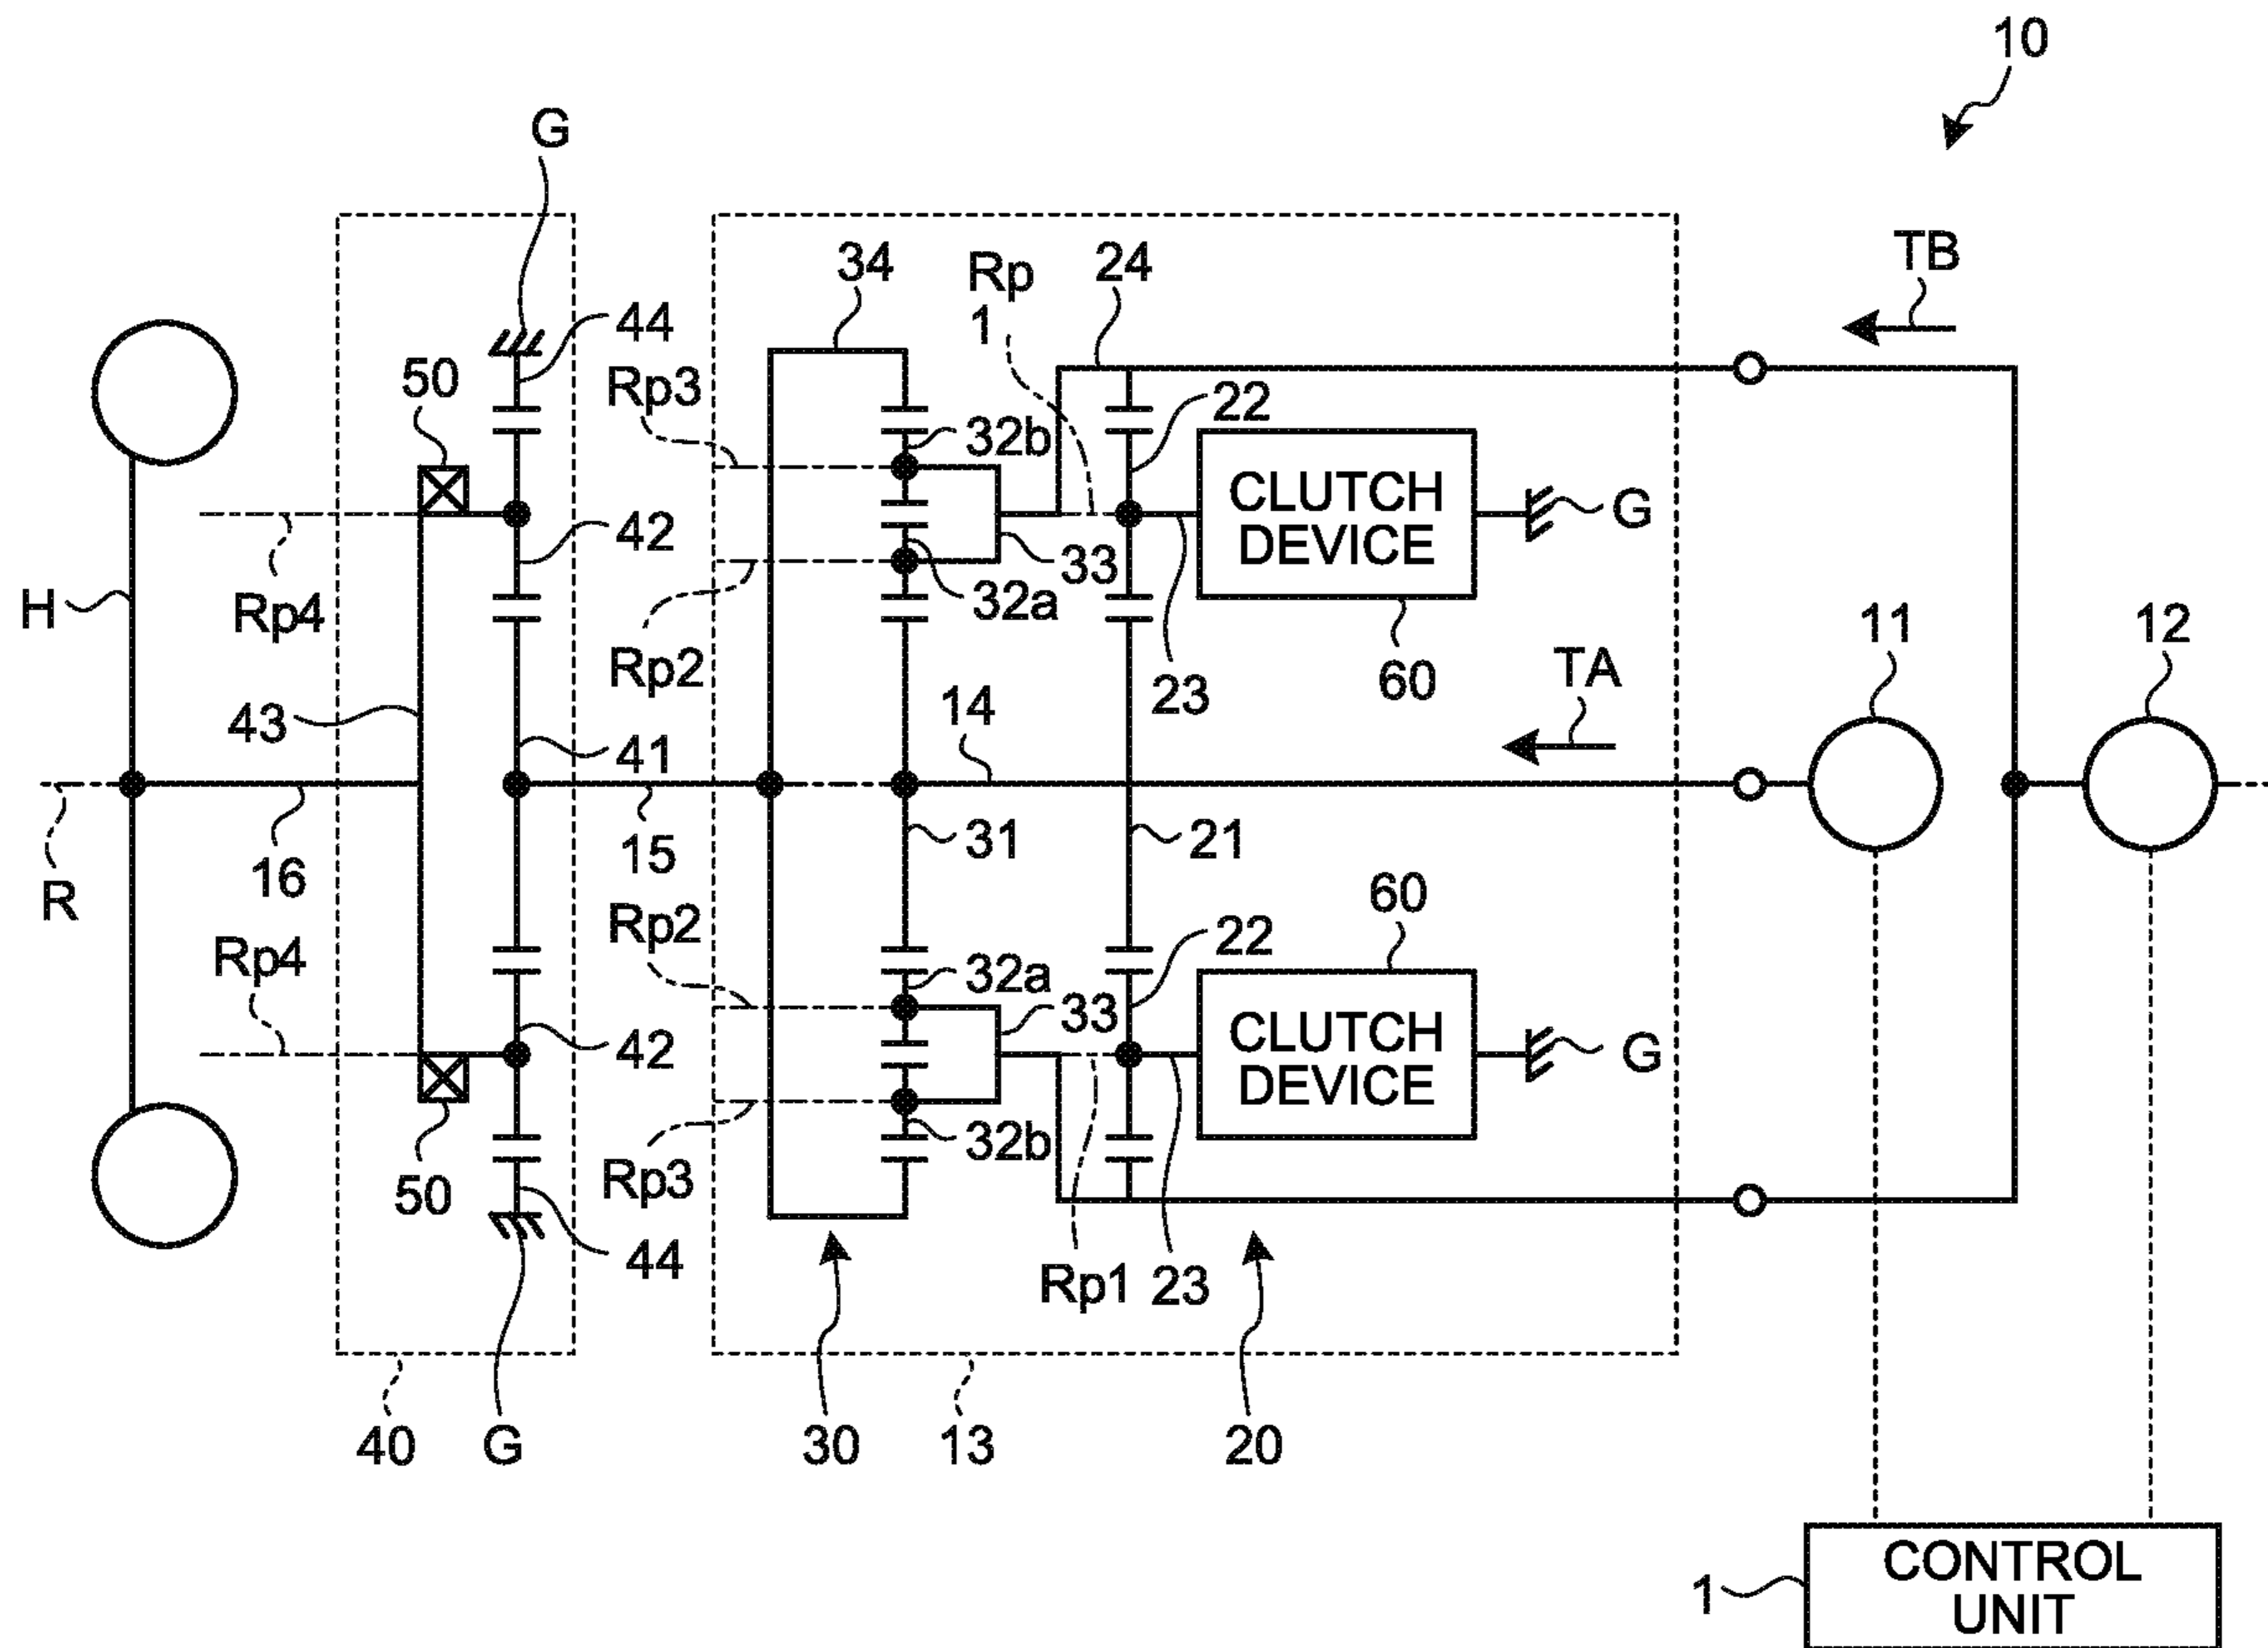 10
G
TB
34
Rp
1
24
44
50
Rp3
32b
22
CLUTCH
DEVICE
G
42
33
32a
H
Rp4
Rp2
23
60
TA
11
12
43
41
14
R
16
15
31
21
60
Rp4
Rp2
32a
22
33
CLUTCH
DEVICE
G
42
50
Rp3
32b
44
Rp1
23
40
G
30
13
20
1
CONTROL
UNIT